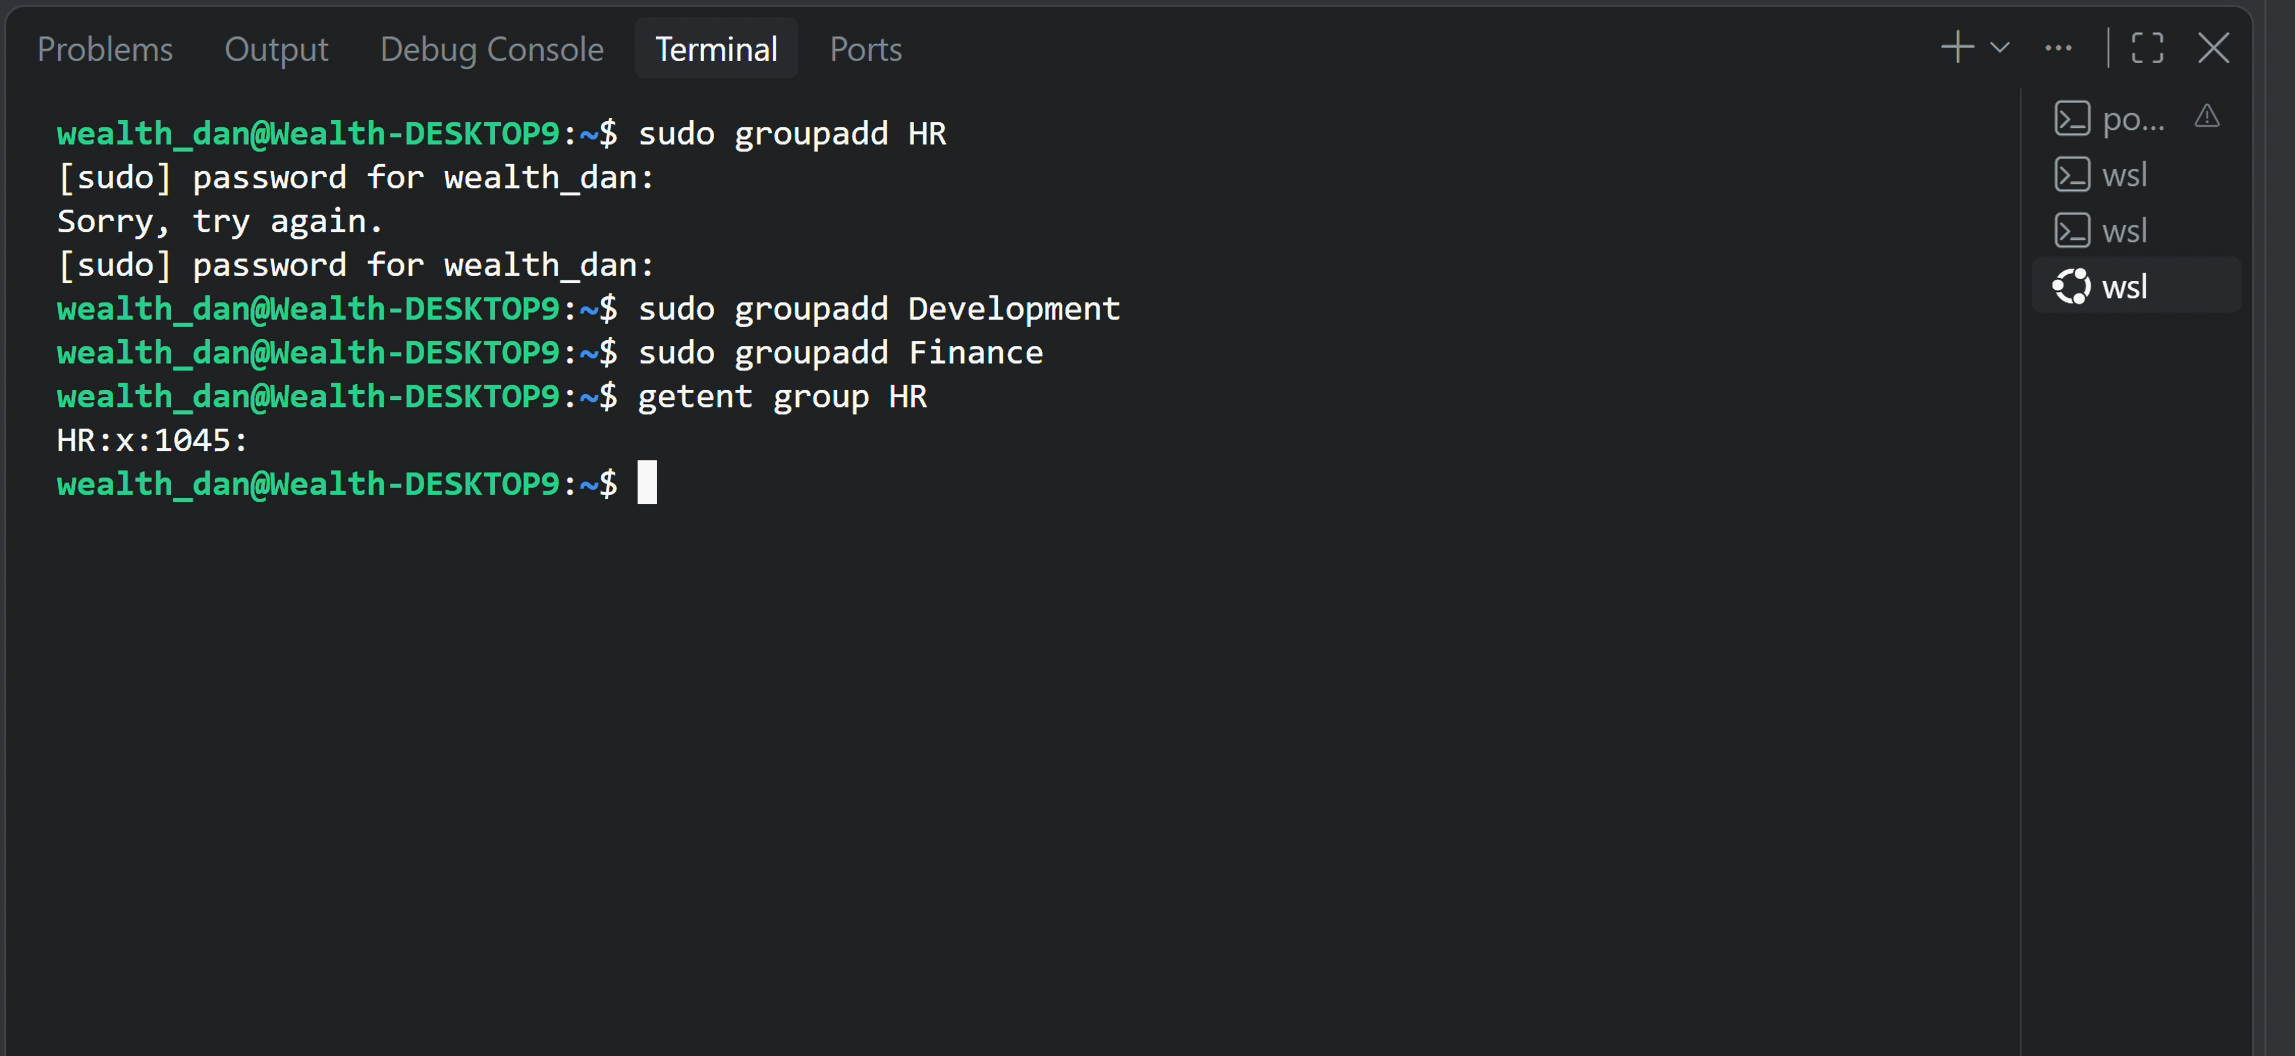 Problems Output Debug Console Terminal Ports
wealth_dan@Wealth-DESKTOP9:~$ sudo groupadd HR
[sudo] password for wealth_dan:
Sorry, try again.
[sudo] password for wealth_dan:
wealth_dan@Wealth-DESKTOP9:~$ sudo groupadd Development
wealth_dan@Wealth-DESKTOP9:~$ sudo groupadd Finance
wealth_dan@Wealth-DESKTOP9:~$ getent group HR
HR:x:1045:
wealth_dan@Wealth-DESKTOP9:~$
po...
wsl
wsl
wsl